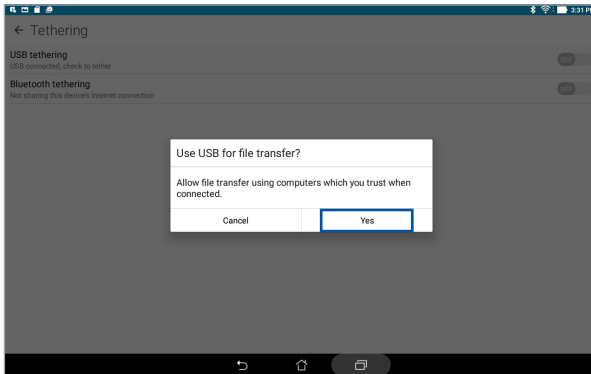 3:31 P
← Tethering
USB tethering
USB connected, check to tether
OFF
Bluetooth tethering
Not sharing this device's Internet connection
OFF
Use USB for file transfer?
Allow file transfer using computers which you trust when
connected.
Cancel Yes